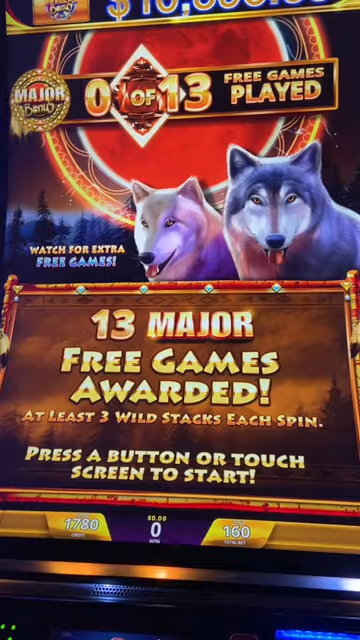 MAJOR
Bonus
0 OF 13
FREE GAMES
PLAYED
WATCH FOR EXTRA
FREE GAMES!
13 MAJOR
FREE GAMES
AWARDED!
AT LEAST 3 WILD STACKS EACH SPIN.
PRESS A BUTTON OR TOUCH
SCREEN TO START!
1780
CREDIT
$0.00
0
WIN
160
TOTAL BET